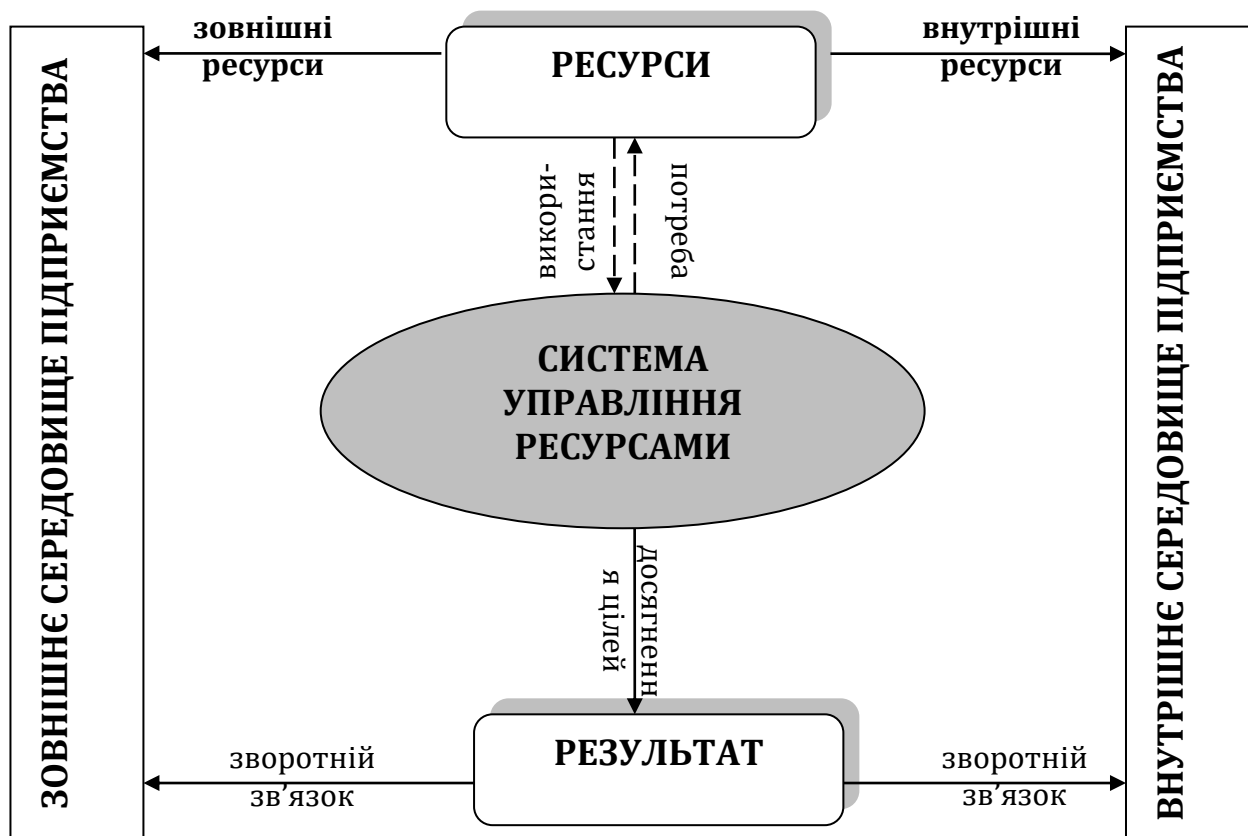 ЗОВНІШНЄ СЕРЕДОВИЩЕ ПІДПРИЄМСТВА
зовнішні
ресурси
РЕСУРСИ
внутрішні
ресурси
викори-
стання
потреба
СИСТЕМА
УПРАВЛІННЯ
РЕСУРСАМИ
досягненн
я цілей
РЕЗУЛЬТАТ
зворотній
зв’язок
зворотній
зв’язок
ВНУТРІШНЄ СЕРЕДОВИЩЕ ПІДПРИЄМСТВА